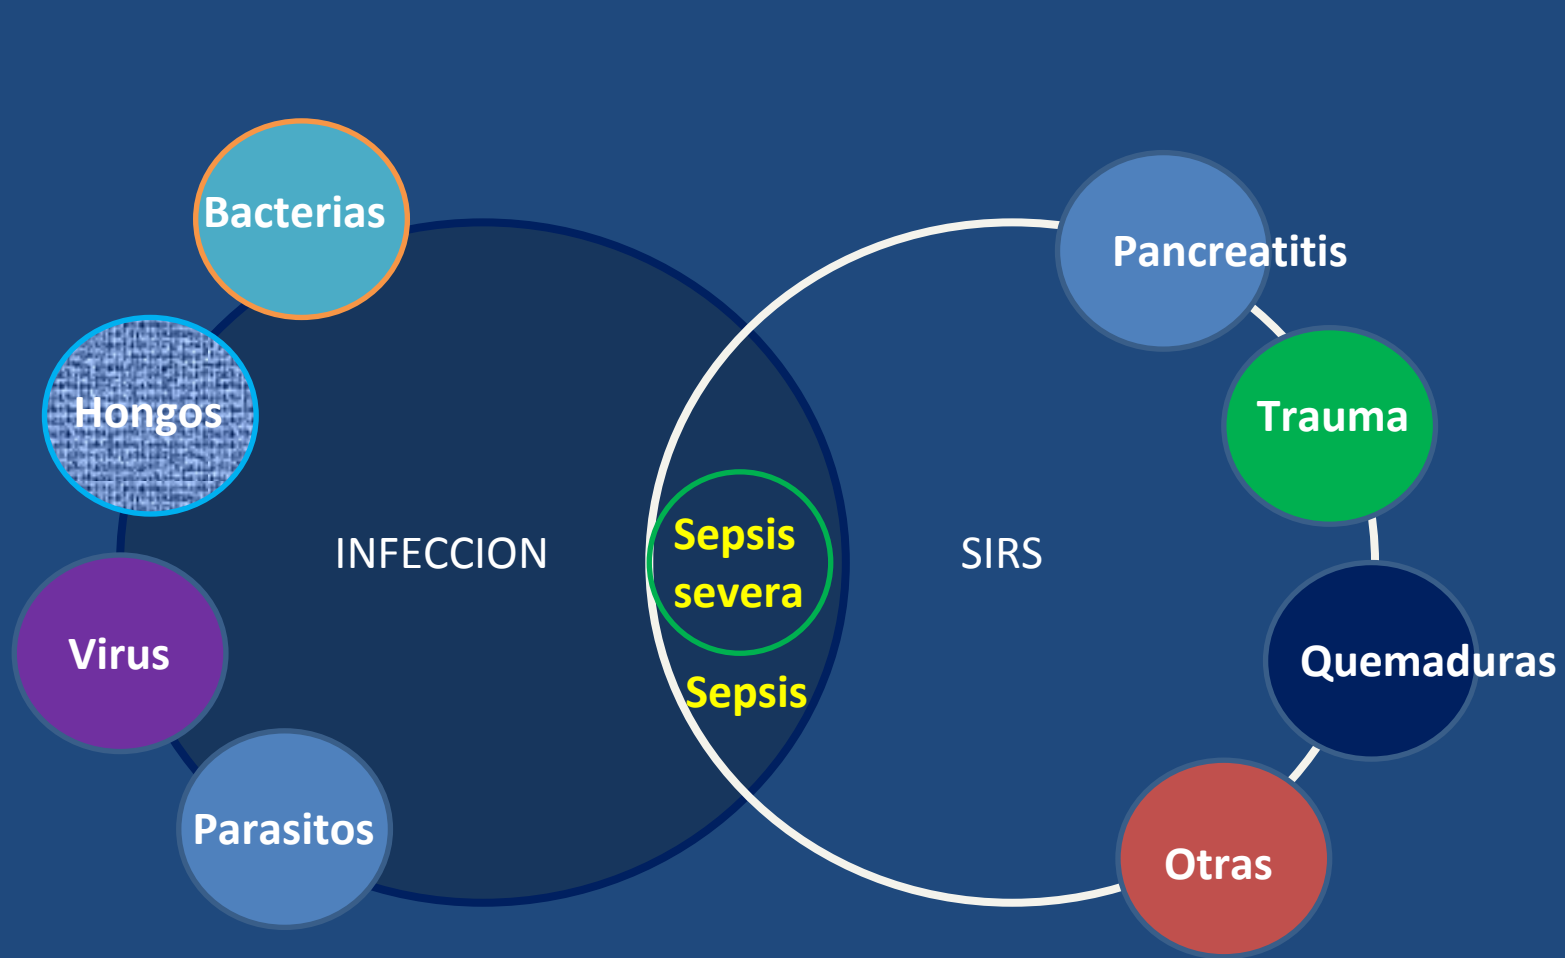 Bacterias
Pancreatitis
Hongos
Trauma
INFECCION
Sepsis
severa
SIRS
Virus
Sepsis
Quemaduras
Parasitos
Otras